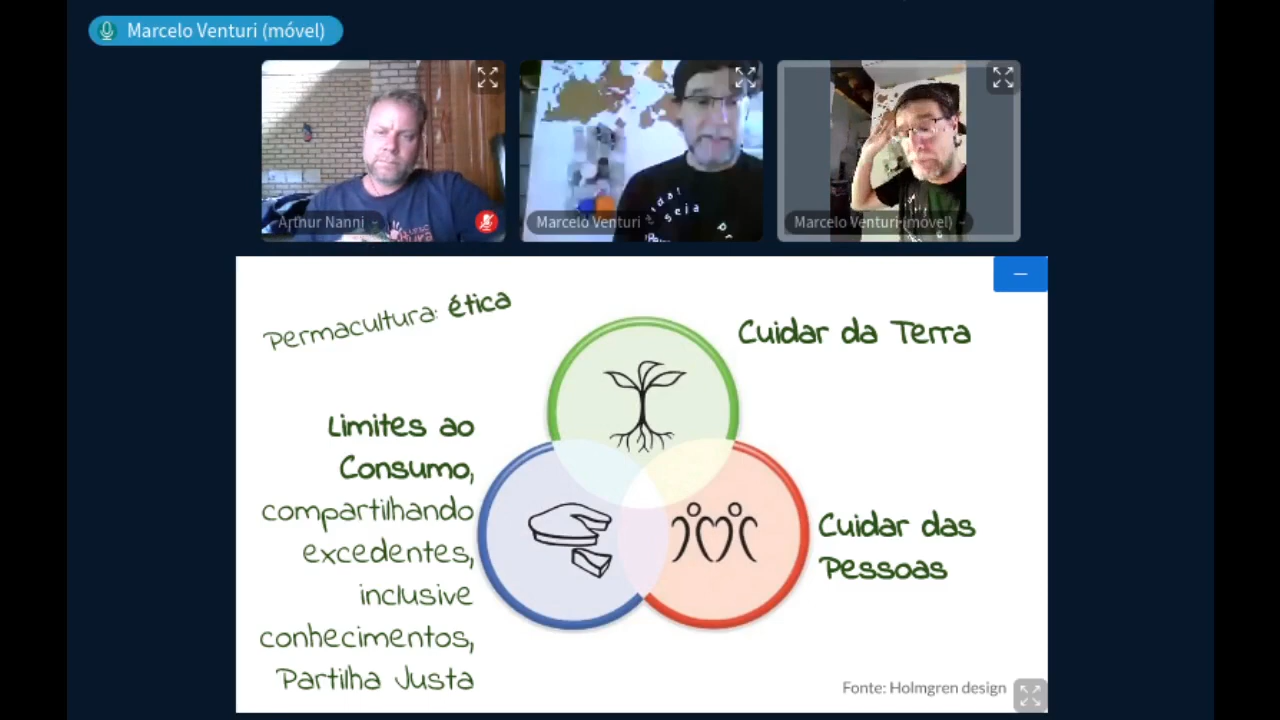 Marcelo Venturi (móvel)
Arthur Nanni
Marcelo Venturi
Marcelo Venturi (móvel)
Permacultura: ética
Cuidar da Terra
Limites ao
Consumo,
compartilhando
excedentes,
inclusive
conhecimentos,
Partilha Justa
Cuidar das
Pessoas
Fonte: Holmgren design